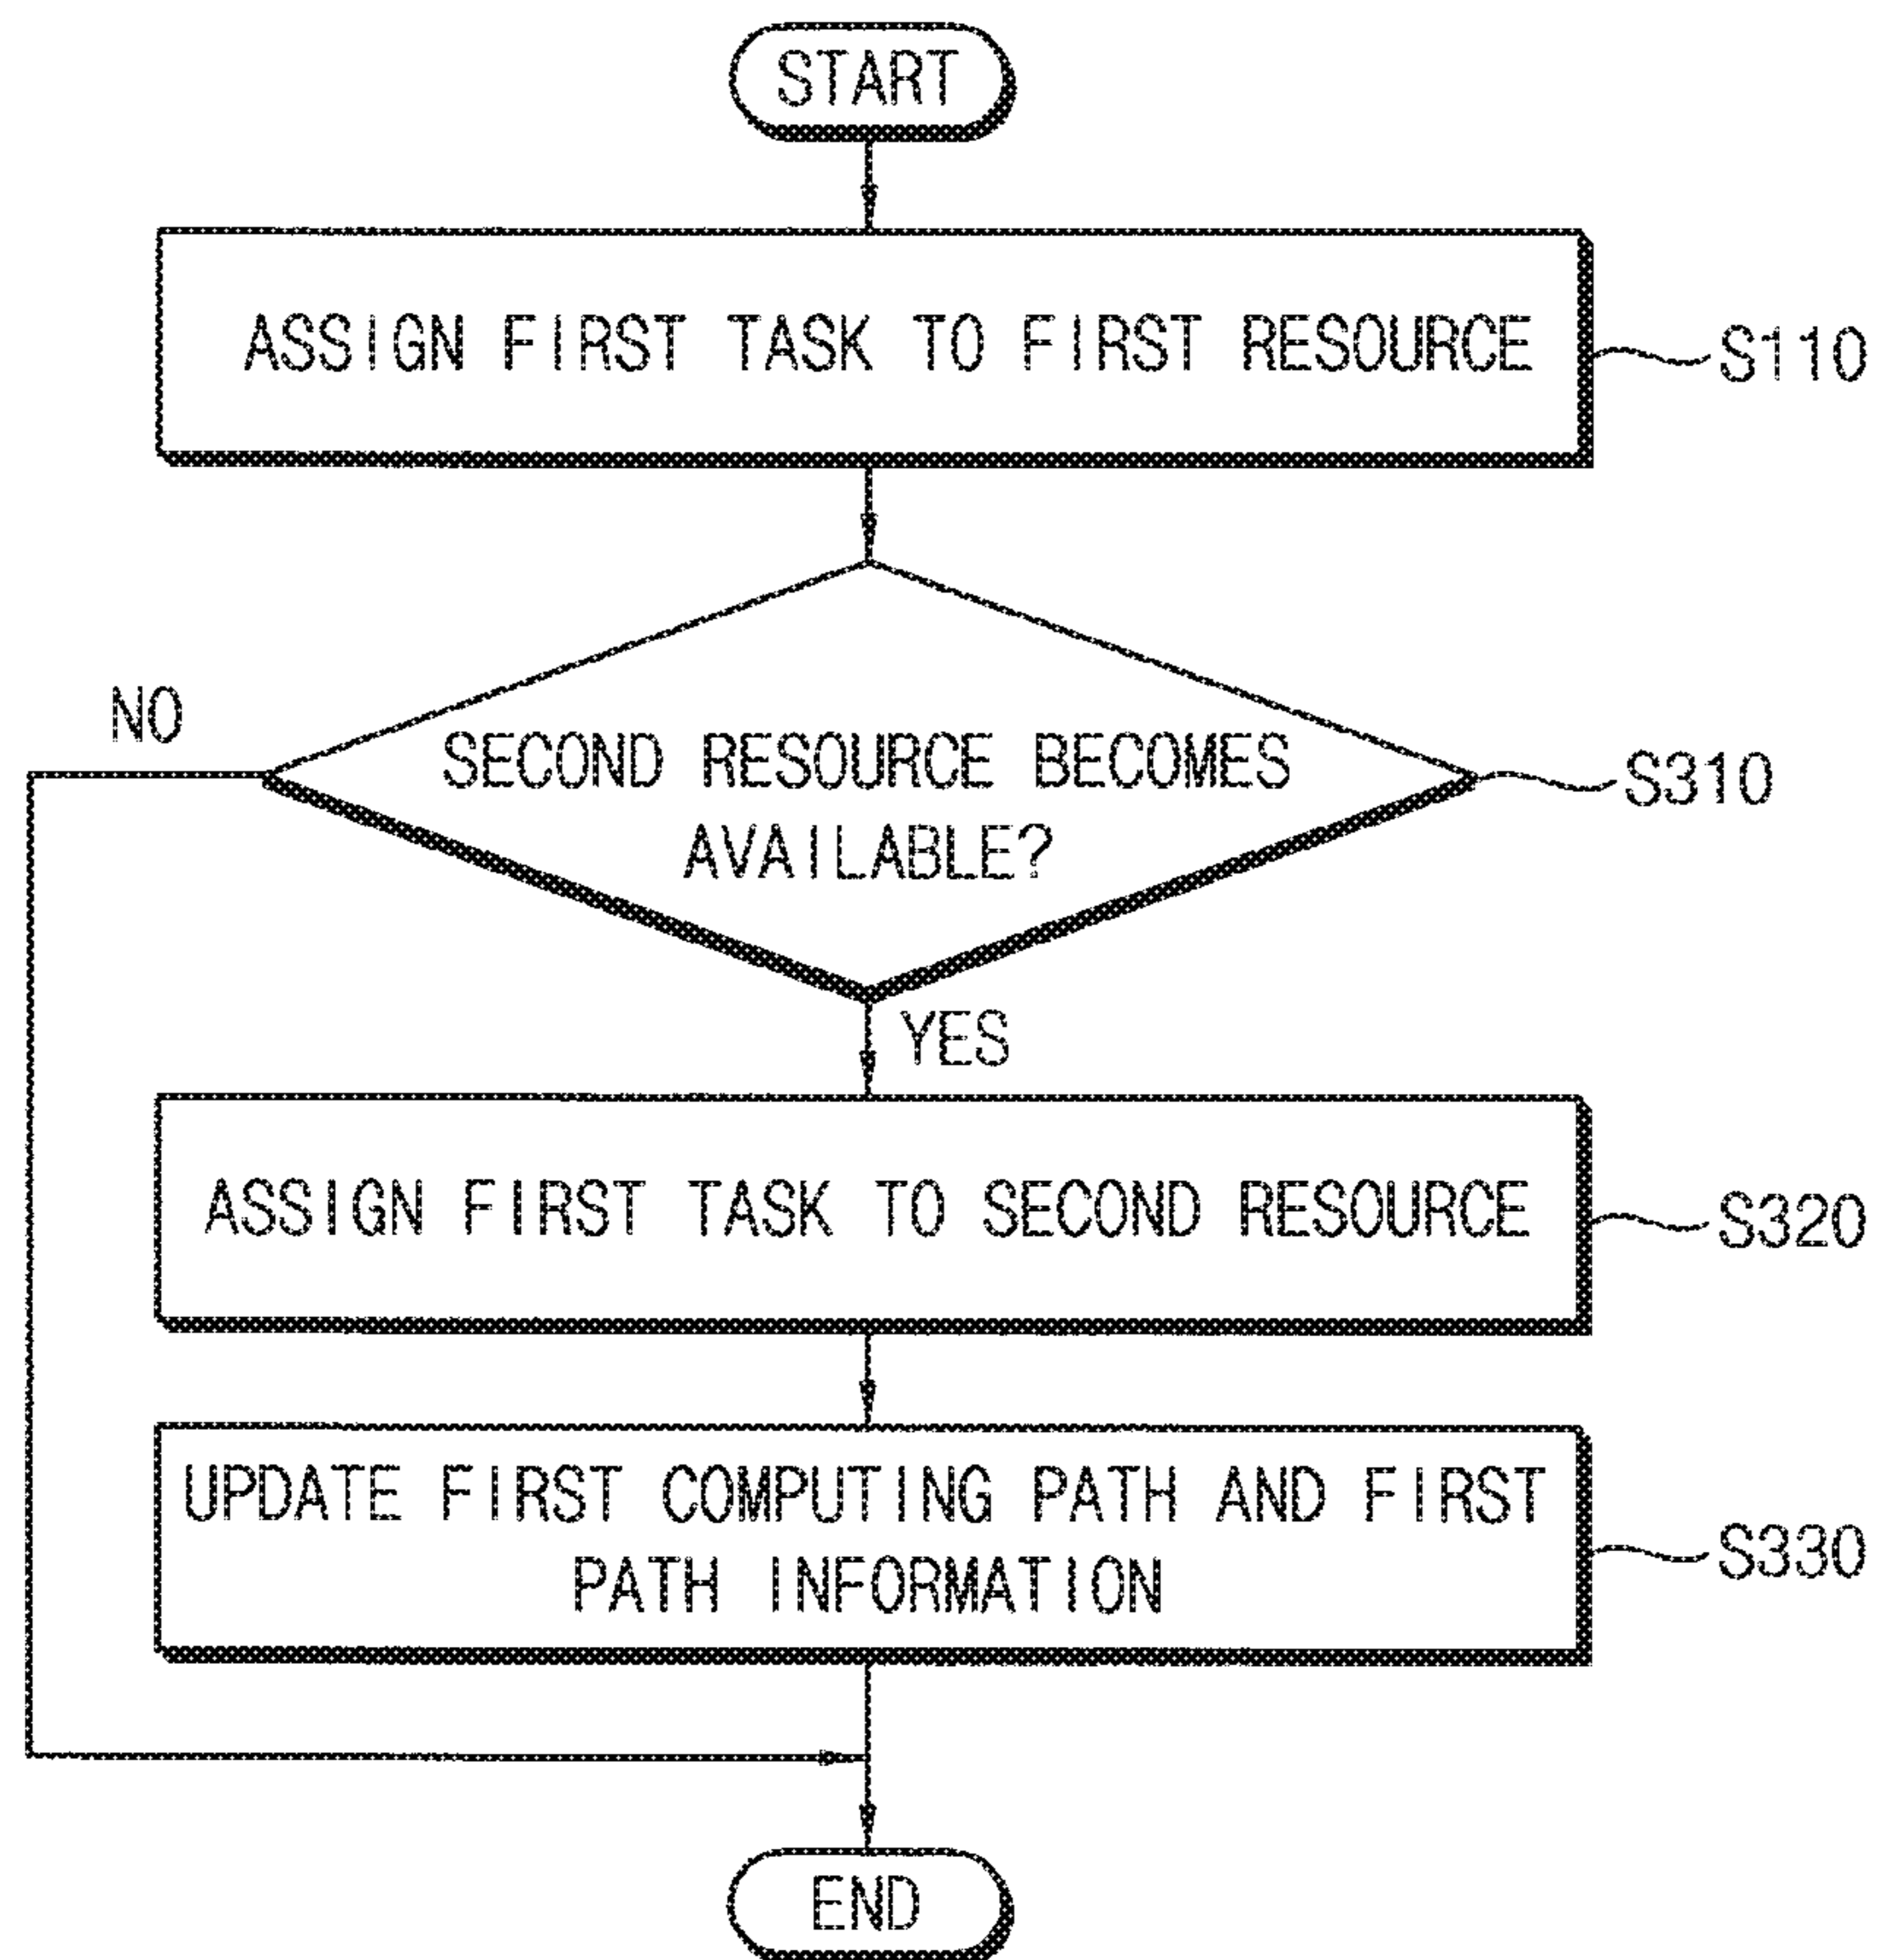 START
ASSIGN FIRST TASK TO FIRST RESOURCE
S110
NO
SECOND RESOURCE BECOMES
AVAILABLE?
S310
YES
ASSIGN FIRST TASK TO SECOND RESOURCE
S320
UPDATE FIRST COMPUTING PATH AND FIRST
PATH INFORMATION
S330
END